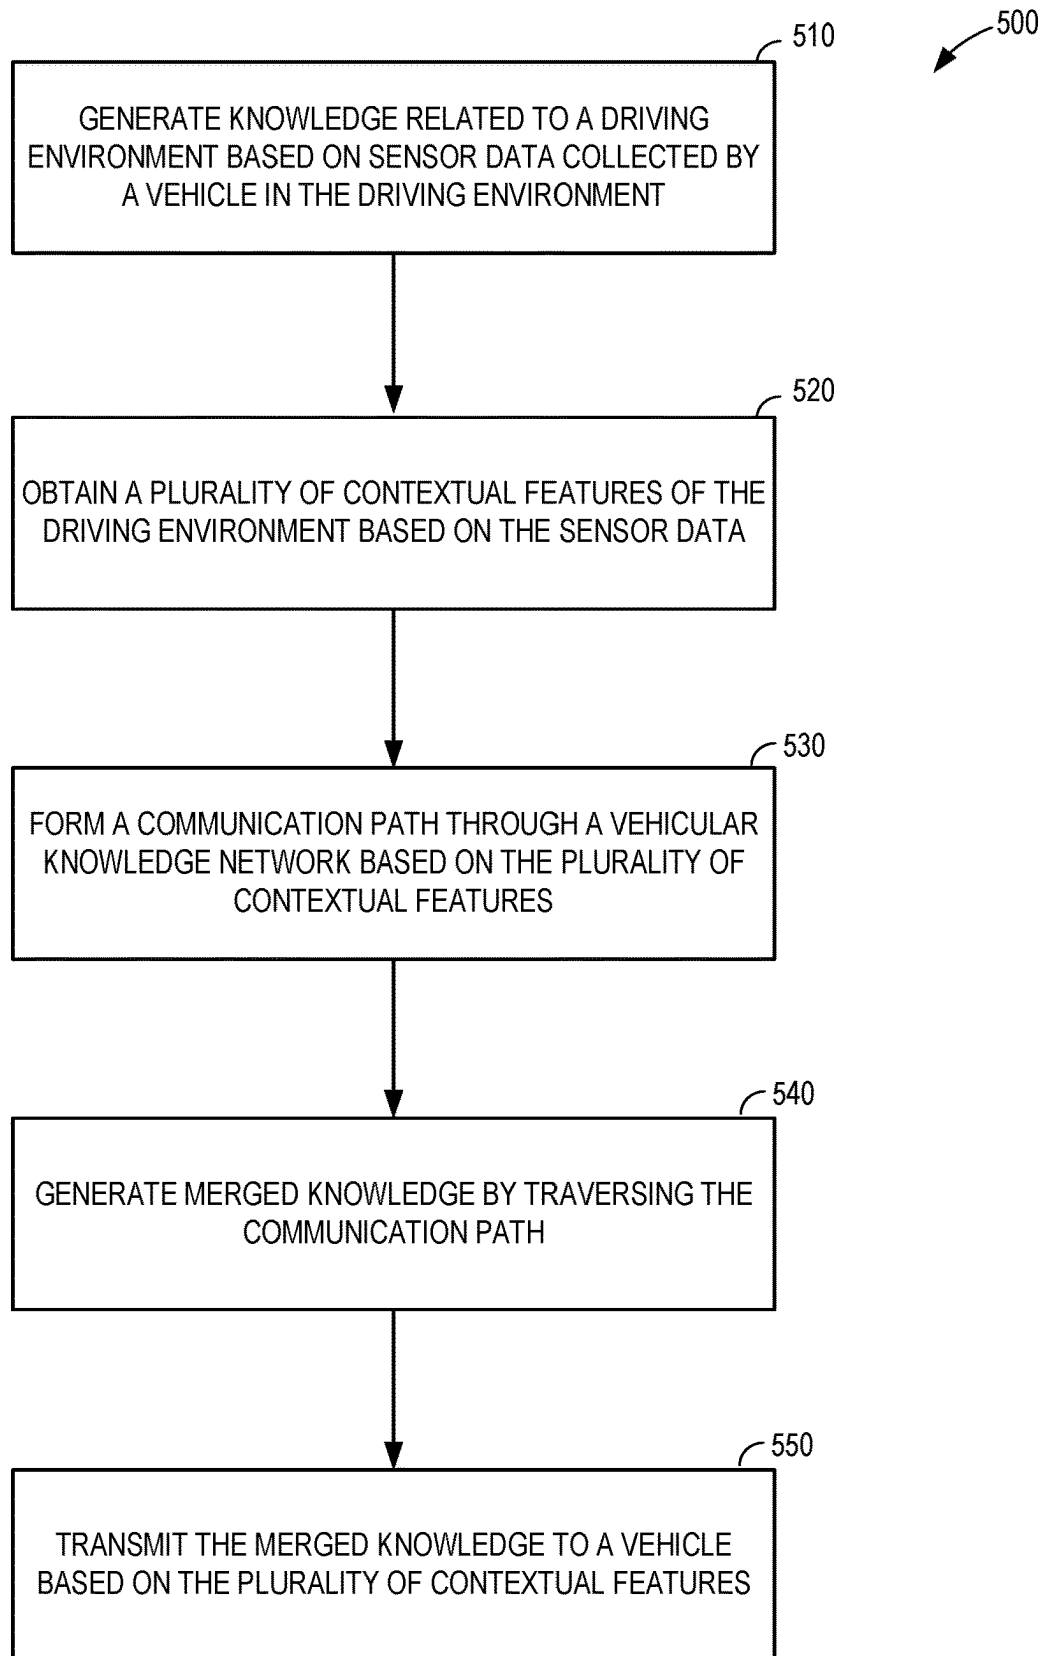 500
510
GENERATE KNOWLEDGE RELATED TO A DRIVING
ENVIRONMENT BASED ON SENSOR DATA COLLECTED BY
A VEHICLE IN THE DRIVING ENVIRONMENT
520
OBTAIN A PLURALITY OF CONTEXTUAL FEATURES OF THE
DRIVING ENVIRONMENT BASED ON THE SENSOR DATA
530
FORM A COMMUNICATION PATH THROUGH A VEHICULAR
KNOWLEDGE NETWORK BASED ON THE PLURALITY OF
CONTEXTUAL FEATURES
540
GENERATE MERGED KNOWLEDGE BY TRAVERSING THE
COMMUNICATION PATH
550
TRANSMIT THE MERGED KNOWLEDGE TO A VEHICLE
BASED ON THE PLURALITY OF CONTEXTUAL FEATURES